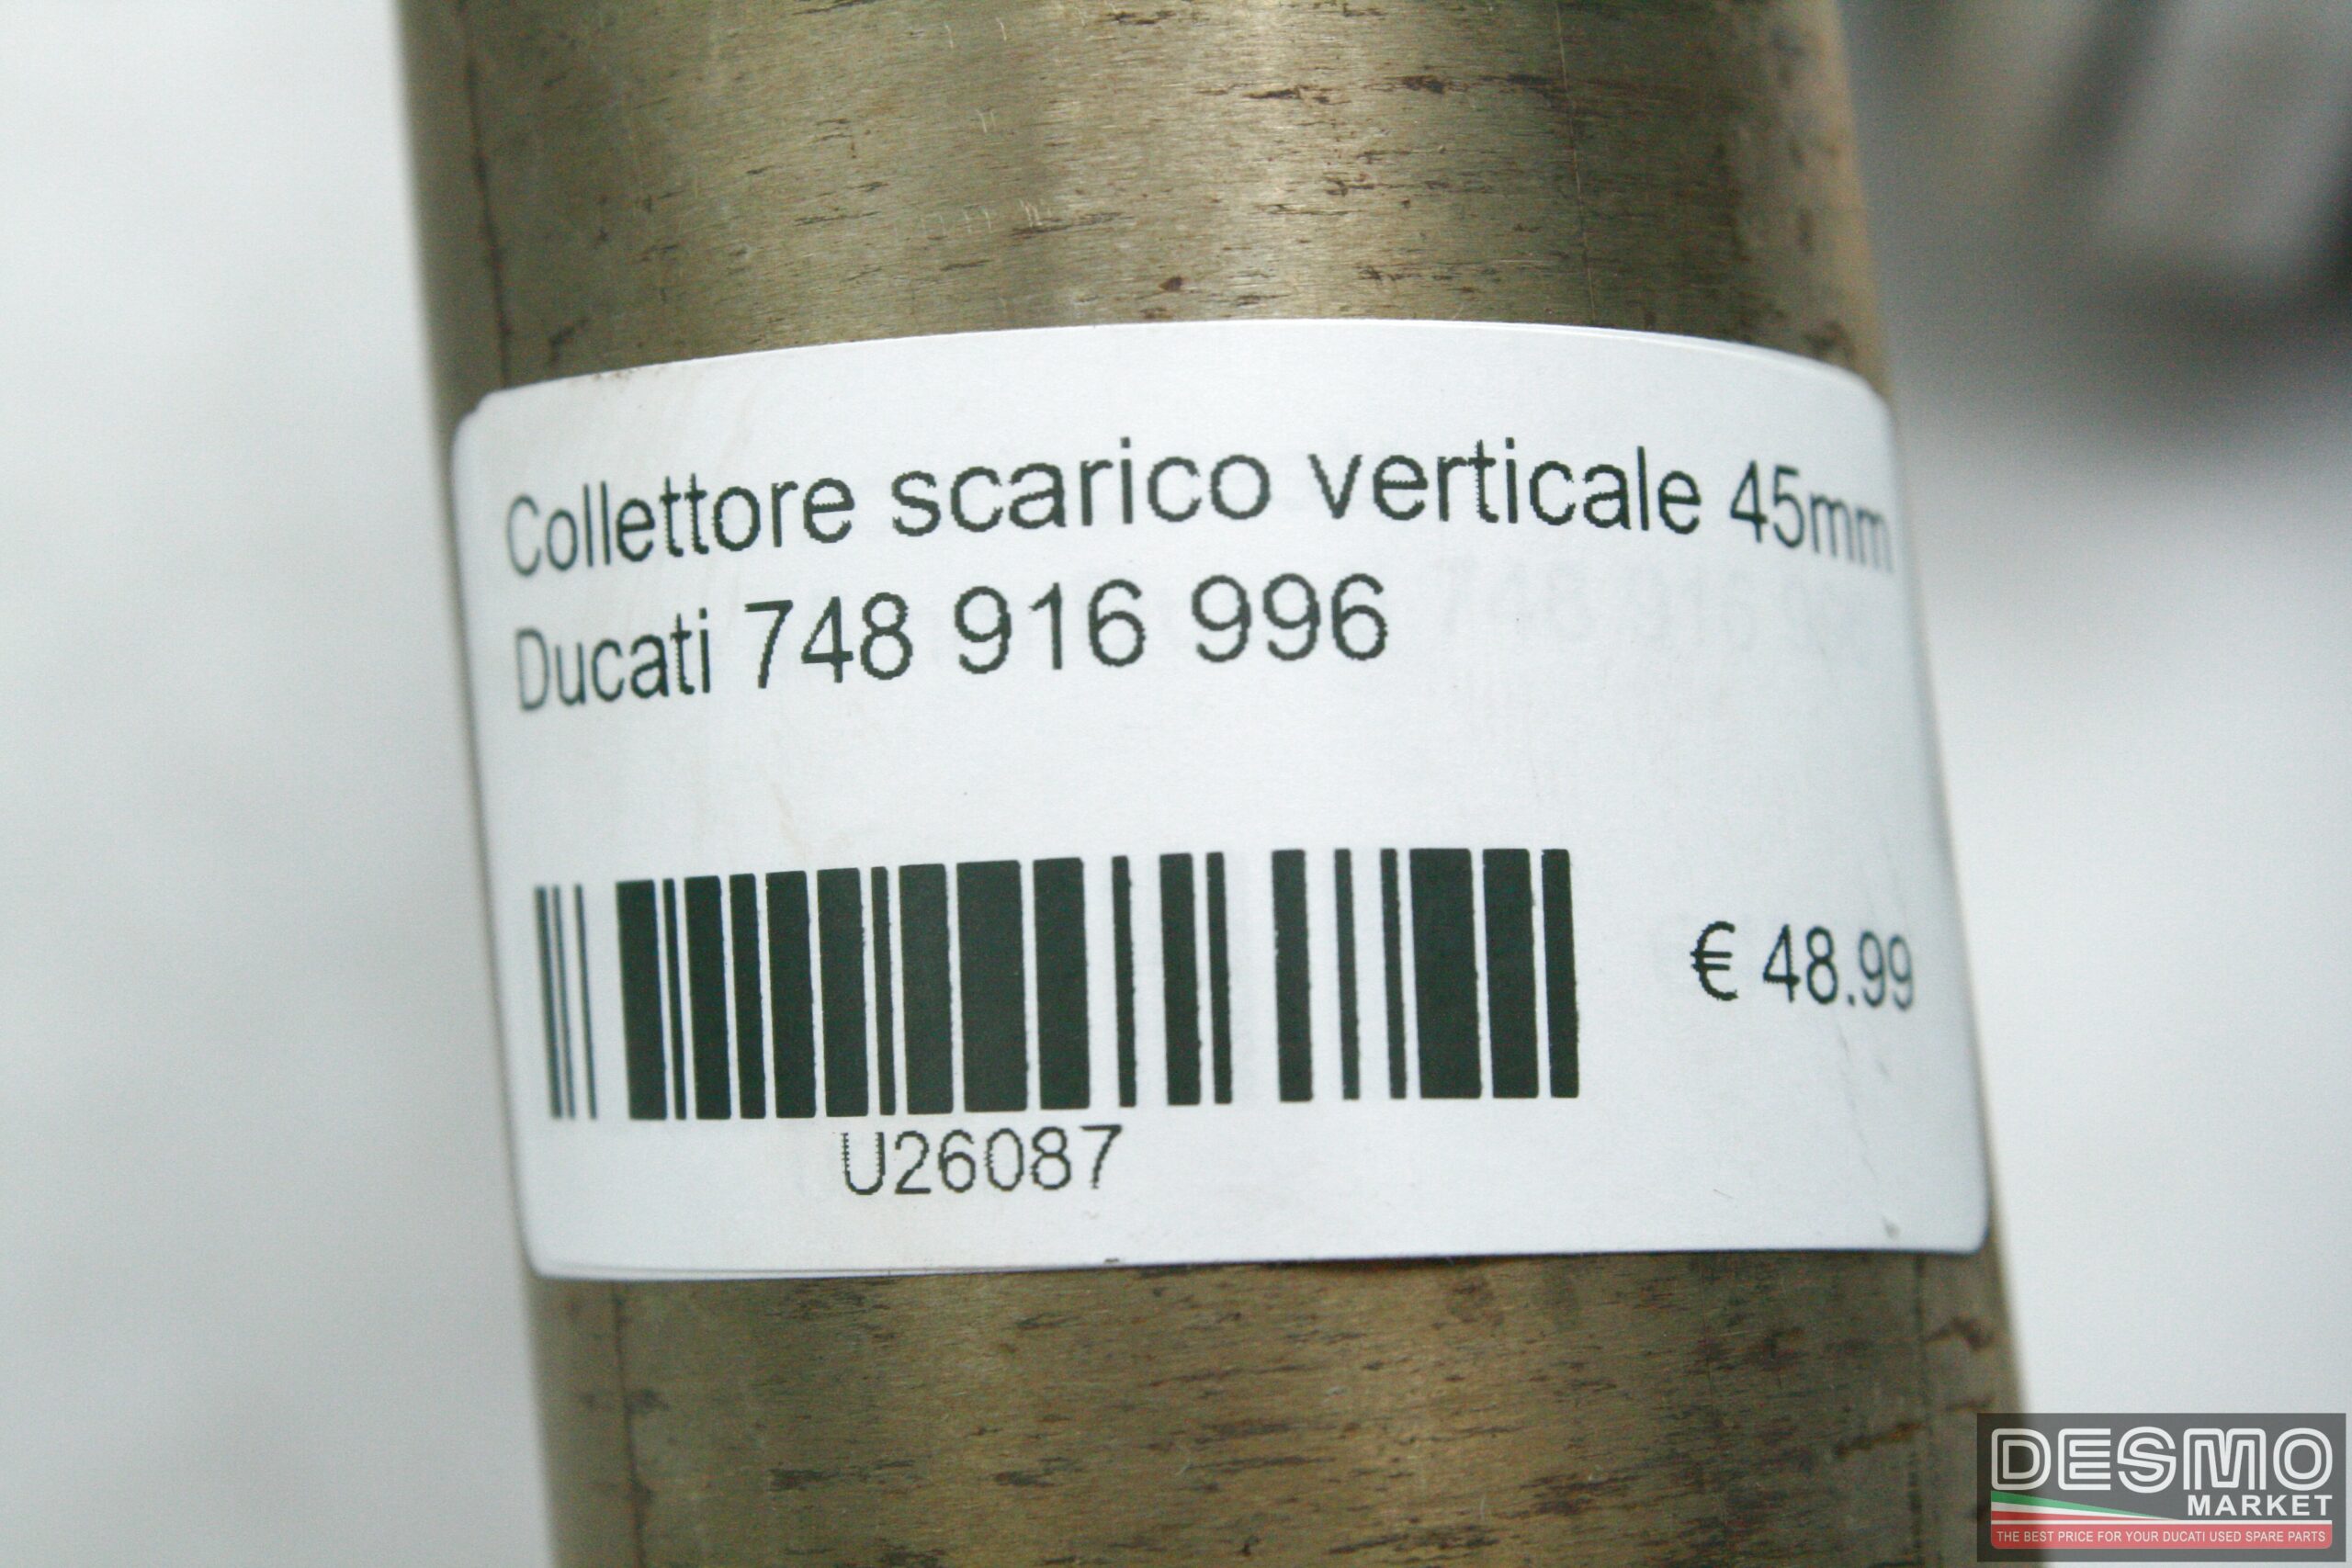 Collettore scarico verticale 45mm
Ducati 748 916 996
€ 48.99
U26087
DESMO
MARKET
THE BEST PRICE FOR YOUR DUCATI USED SPARE PARTS